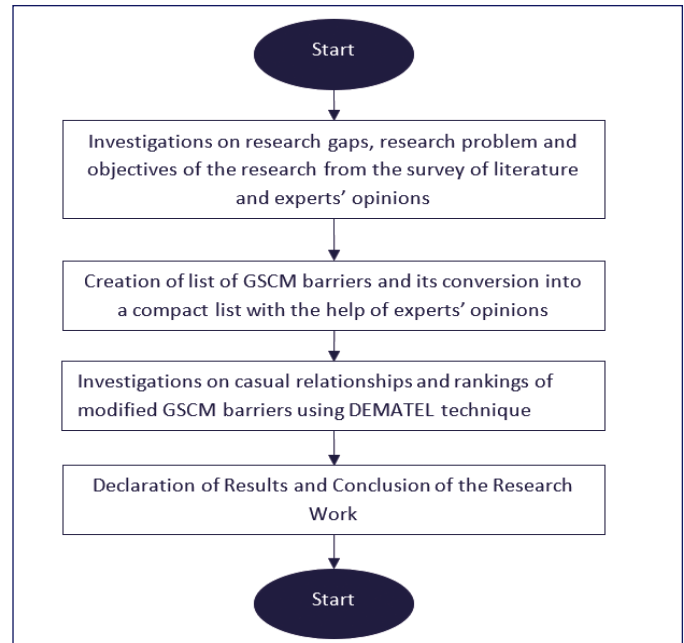 Start
Investigations on research gaps, research problem and
objectives of the research from the survey of literature
and experts’ opinions
Creation of list of GSCM barriers and its conversion into
a compact list with the help of experts’ opinions
Investigations on casual relationships and rankings of
modified GSCM barriers using DEMATEL technique
Declaration of Results and Conclusion of the Research
Work
Start